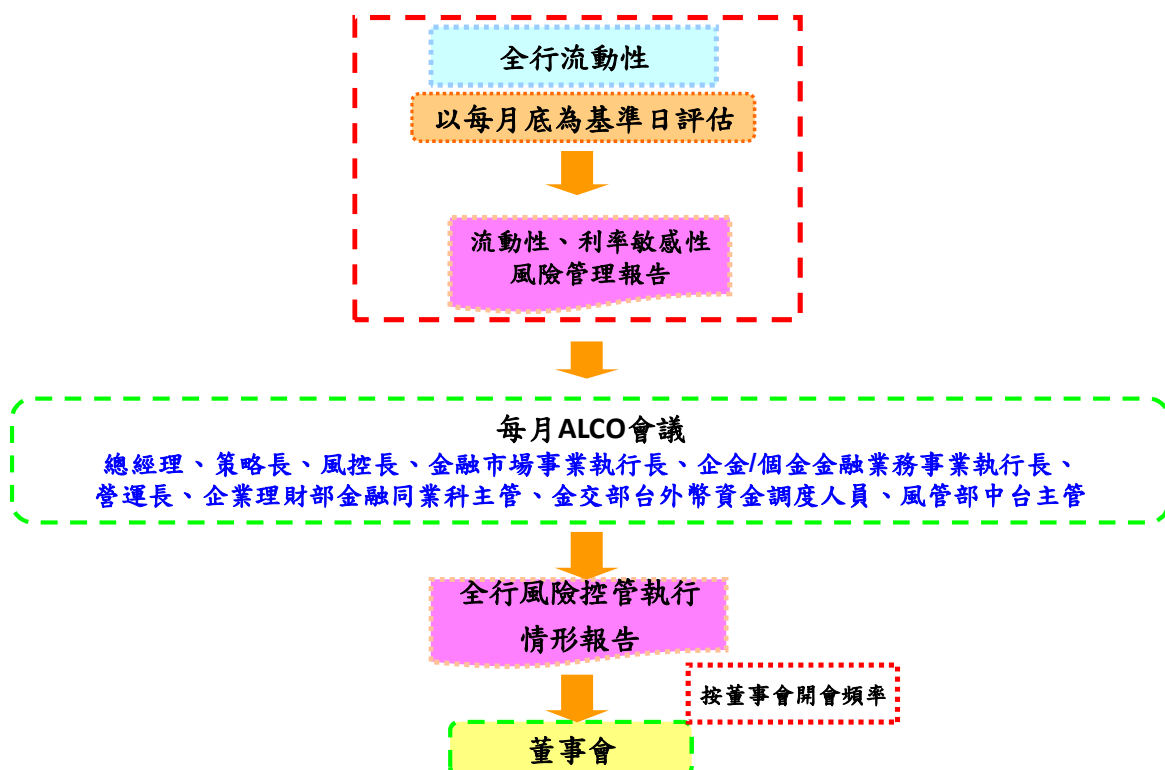 全行流動性
以每月底為基準日評估
流動性、利率敏感性
風險管理報告
每月ALCO會議
總經理、策略長、風控長、金融市場事業執行長、企金/個金金融業務事業執行長、
營運長、企業理財部金融同業科主管、金交部台外幣資金調度人員、風管部中台主管
全行風險控管執行
情形報告
按董事會開會頻率
董事會